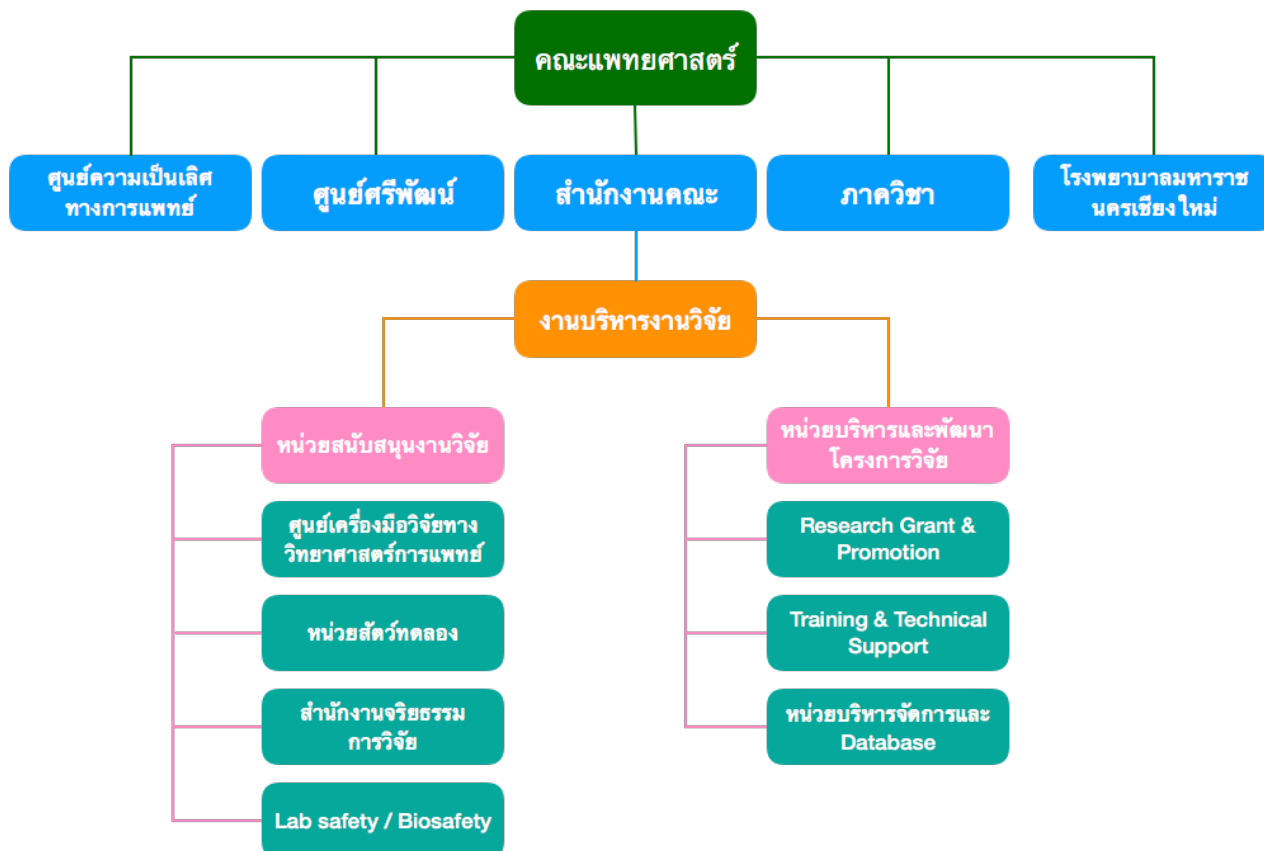 คณะแพทยศาสตร์
ศูนย์ความเป็นเลิศ
ทางการแพทย์
ศูนย์ศรีพัฒน์
สำนักงานคณะ
ภาควิชา
โรงพยาบาลมหาราช
นครเชียงใหม่
งานบริหารงานวิจัย
หน่วยสนับสนุนงานวิจัย
ศูนย์เครื่องมือวิจัยทาง
วิทยาศาสตร์การแพทย์
หน่วยสัตว์ทดลอง
สำนักงานจริยธรรม
การวิจัย
Lab safety / Biosafety
หน่วยบริหารและพัฒนา
โครงการวิจัย
Research Grant &
Promotion
Training & Technical
Support
หน่วยบริหารจัดการและ
Database